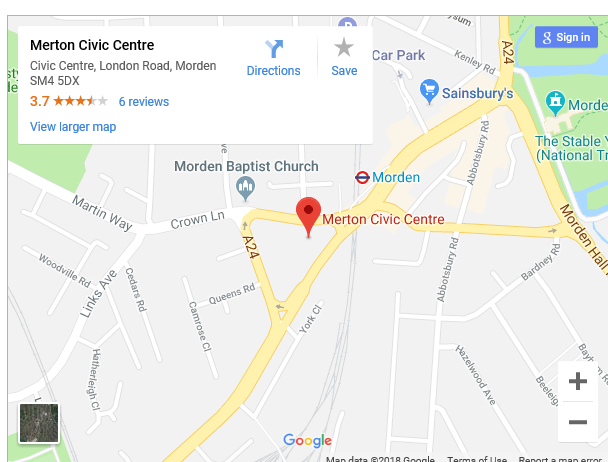 Merton Civic Centre
Civic Centre, London Road, Morden
SM4 5DX
3.7
6 reviews
View larger map
Directions
Save
Sign in
Car Park
Kenley Rd
A24
Sainsbury's
Morde
The Stable Y
(National Tr
Abbotsbury Rd
Morden Baptist Church
Morden
Martin Way
Crown Ln
Merton Civic Centre
Morden Hall
A24
Woodville Rd
Links Ave
Cedars Rd
Queens Rd
Camrose Cl
York Cl
Abbotsbury Rd
Bardney Rd
Hatherleigh Cl
Hazelwood Ave
Beeleig
Google
Map data ©2018 Google
Terms of Use
Report a map error